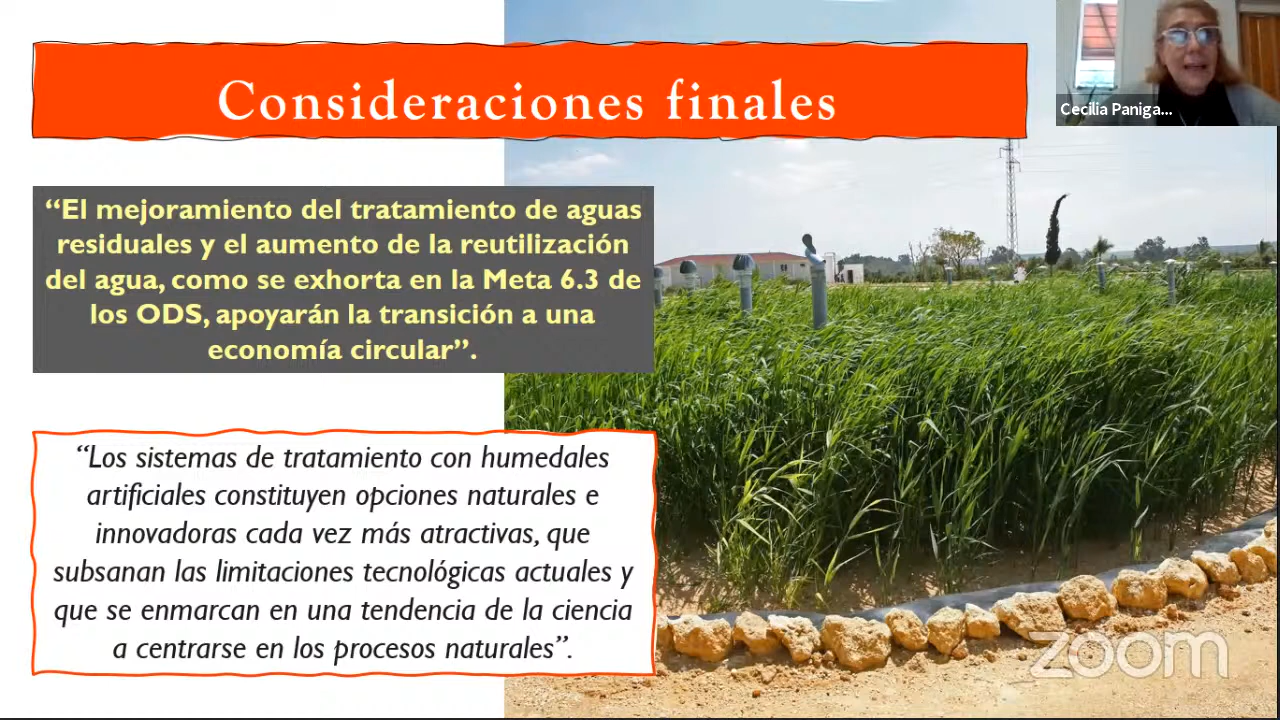 Consideraciones finales
Cecilia Paniga...
“El mejoramiento del tratamiento de aguas
residuales y el aumento de la reutilización
del agua, como se exhorta en la Meta 6.3 de
los ODS, apoyarán la transición a una
economía circular”.
“Los sistemas de tratamiento con humedales
artificiales constituyen opciones naturales e
innovadoras cada vez más atractivas, que
subsanan las limitaciones tecnológicas actuales y
que se enmarcan en una tendencia de la ciencia
a centrarse en los procesos naturales”.
zoom